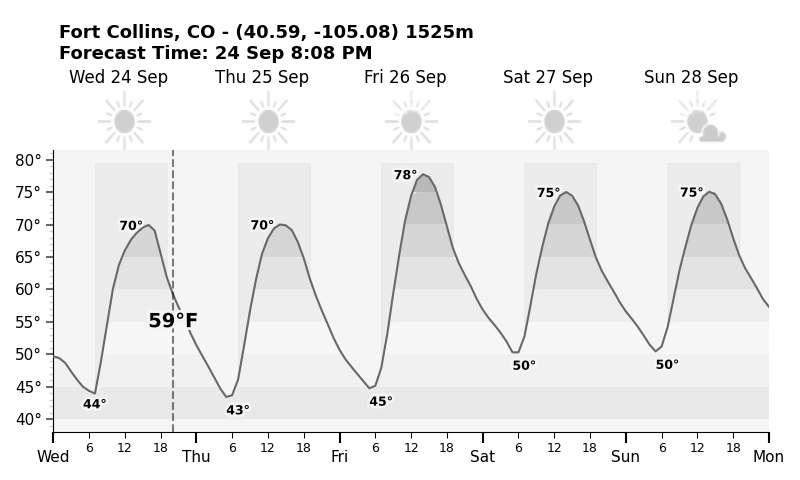 Fort Collins, CO - (40.59, -105.08) 1525m
Forecast Time: 24 Sep 8:08 PM
Wed 24 Sep Thu 25 Sep Fri 26 Sep Sat 27 Sep Sun 28 Sep
80°
75°
70°
65°
60°
55°
50°
45°
40°
70° 70° 78° 75° 75°
59°F
44° 43° 45° 50° 50°
6 12 18 6 12 18 6 12 18 6 12 18 6 12 18
Wed Thu Fri Sat Sun Mon